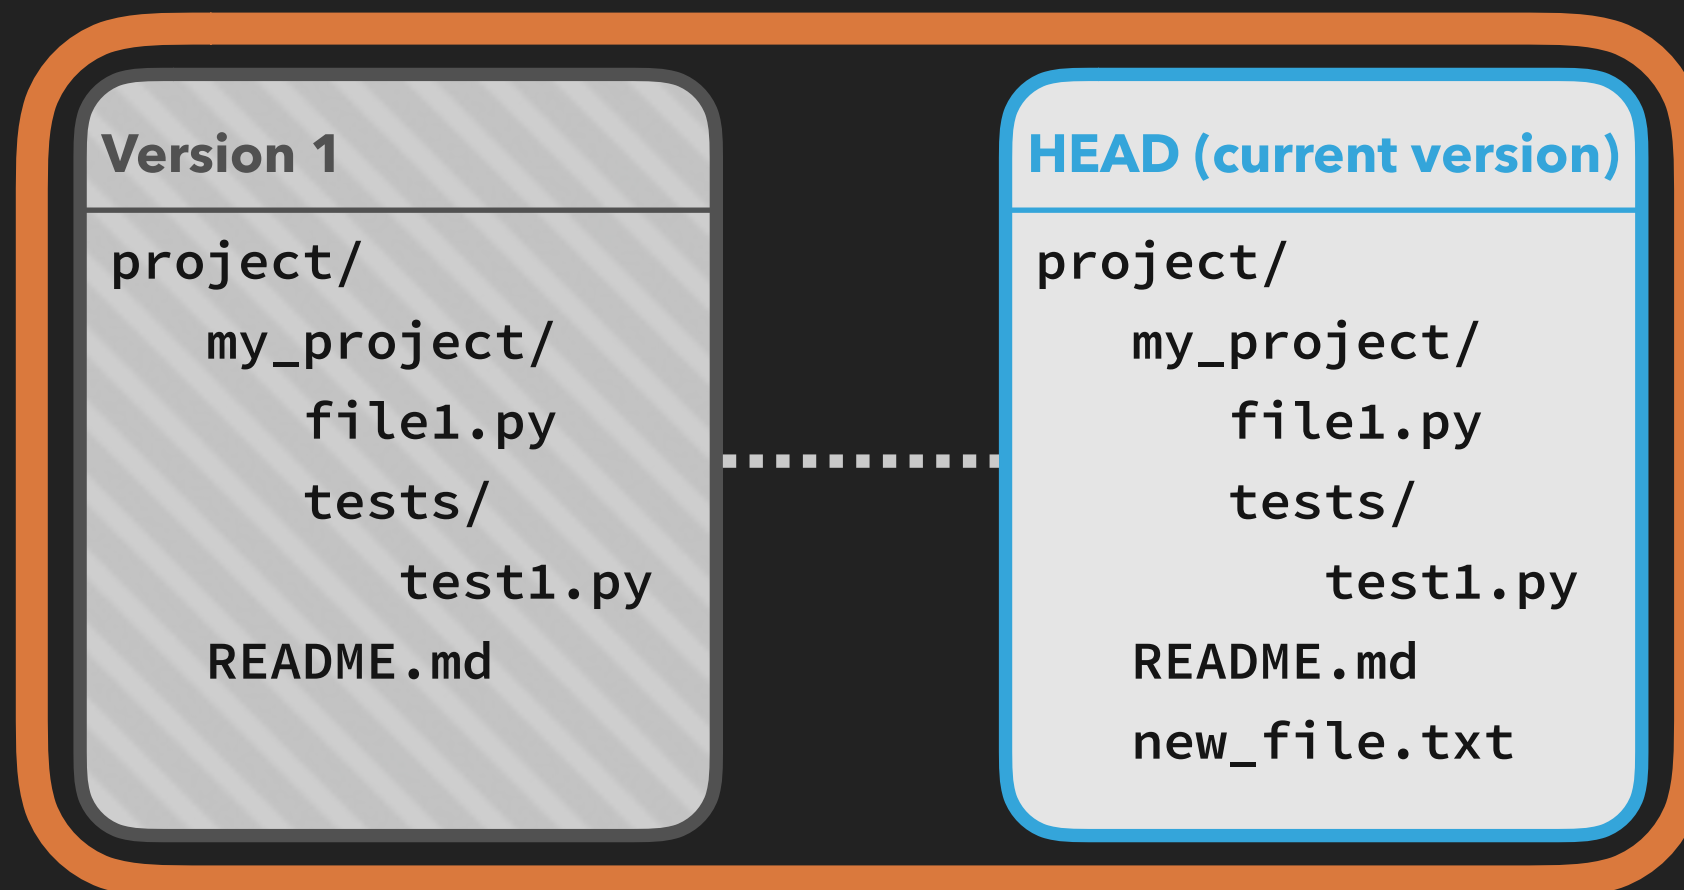 Version 1
project/
my_project/
file1.py
tests/
test1.py
README.md
HEAD (current version)
project/
my_project/
file1.py
tests/
test1.py
README.md
new_file.txt